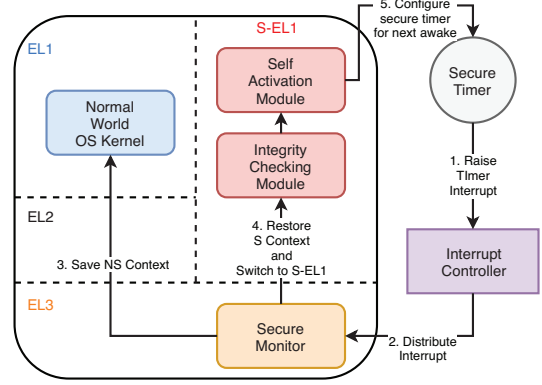 5. Configure
secure timer
for next awake
EL1
S-EL1
Self
Activation
Module
Secure
Timer
Normal
World
OS Kernel
Integrity
Checking
Module
1. Raise
TImer
Interrupt
EL2
4. Restore
S Context
and
Switch to S-EL1
3. Save NS Context
Interrupt
Controller
EL3
Secure
Monitor
2. Distribute
Interrupt